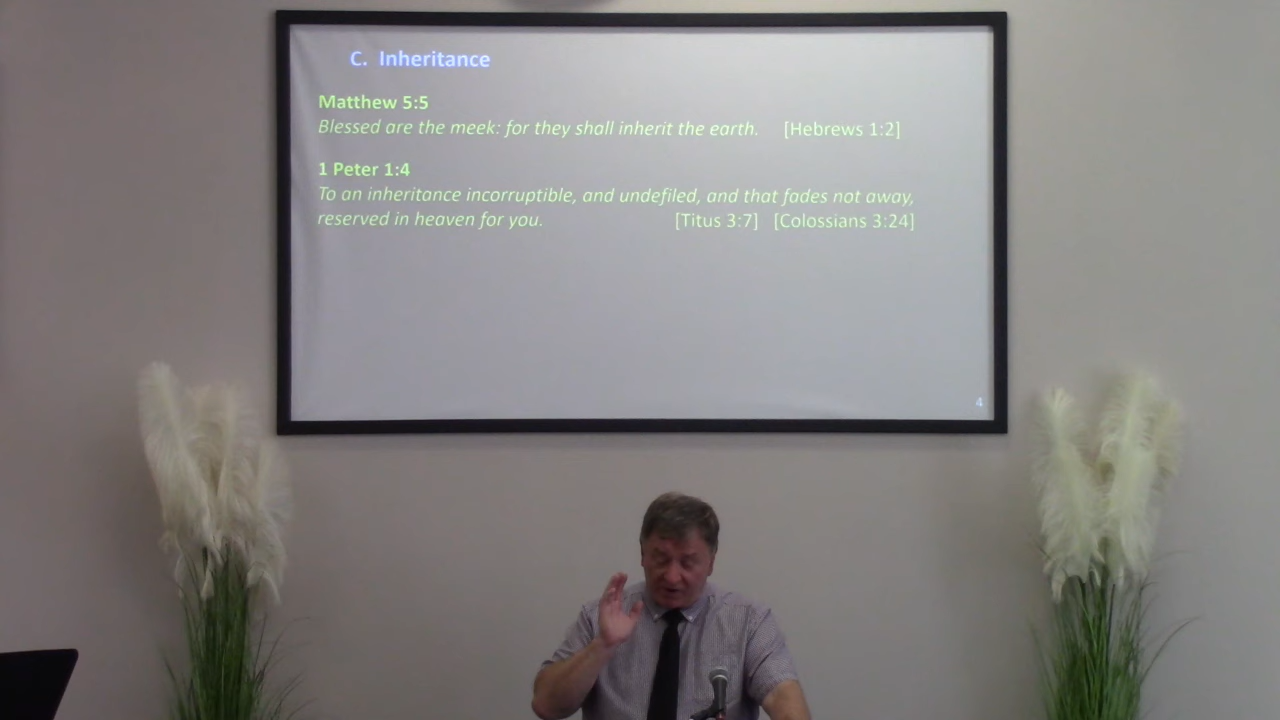 C. Inheritance
Matthew 5:5
Blessed are the meek: for they shall inherit the earth. [Hebrews 1:2]
1 Peter 1:4
To an inheritance incorruptible, and undefiled, and that fades not away,
reserved in heaven for you. [Titus 3:7] [Colossians 3:24]
4